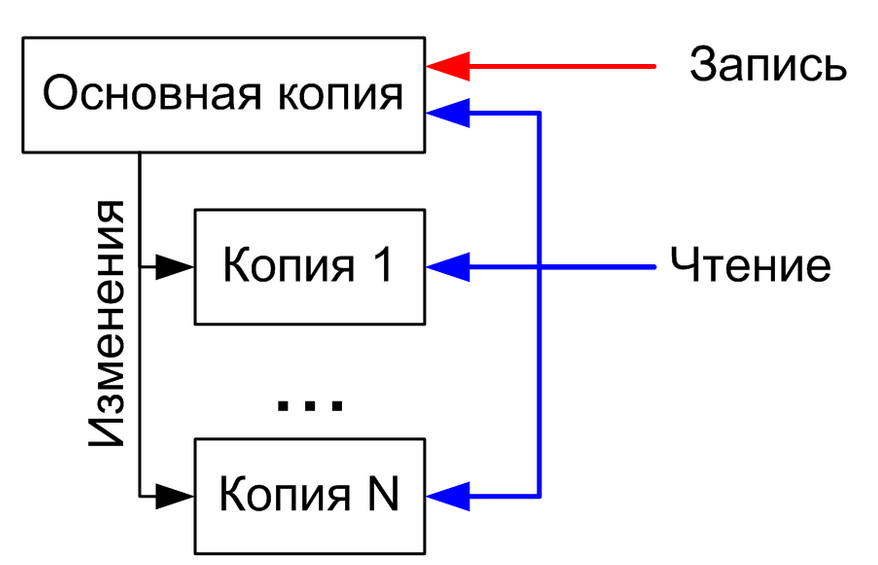 Запись
Основная копия
Изменения
Копия 1
Чтение
...
Копия N